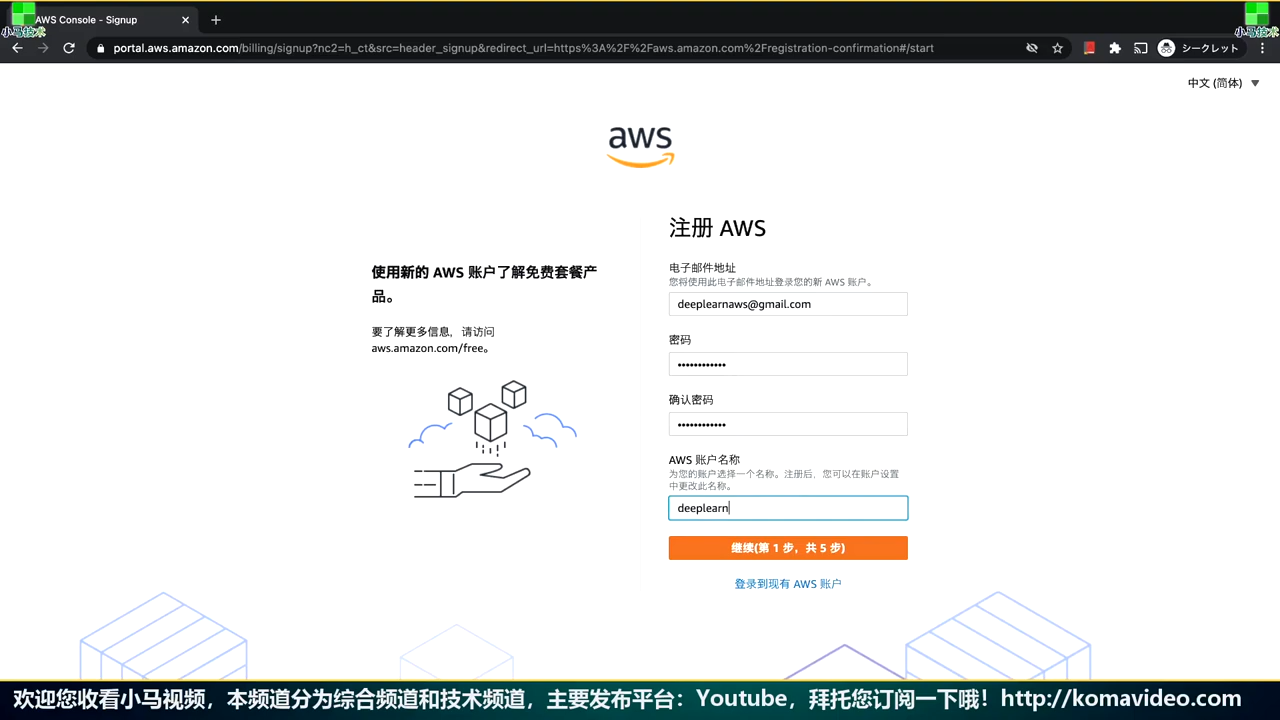 AWS Console - Signup
小马技术
小马技术
portal.aws.amazon.com/billing/signup?nc2=h_ct&src=header_signup&redirect_url=https%3A%2F%2Faws.amazon.com%2Fregistration-confirmation#/start
シークレット
中文 (简体)
aws
使用新的 AWS 账户了解免费套餐产
品。
要了解更多信息，请访问
aws.amazon.com/free。
注册 AWS
电子邮件地址
您将使用此电子邮件地址登录您的新 AWS 账户。
deeplearnaws@gmail.com
密码
••••••••••••
确认密码
••••••••••••
AWS 账户名称
为您的账户选择一个名称。注册后，您可以在账户设置
中更改此名称。
deeplearn
继续(第 1 步，共 5 步)
登录到现有 AWS 账户
欢迎您收看小马视频，本频道分为综合频道和技术频道，主要发布平台：Youtube，拜托您订阅一下哦！http://komavideo.com